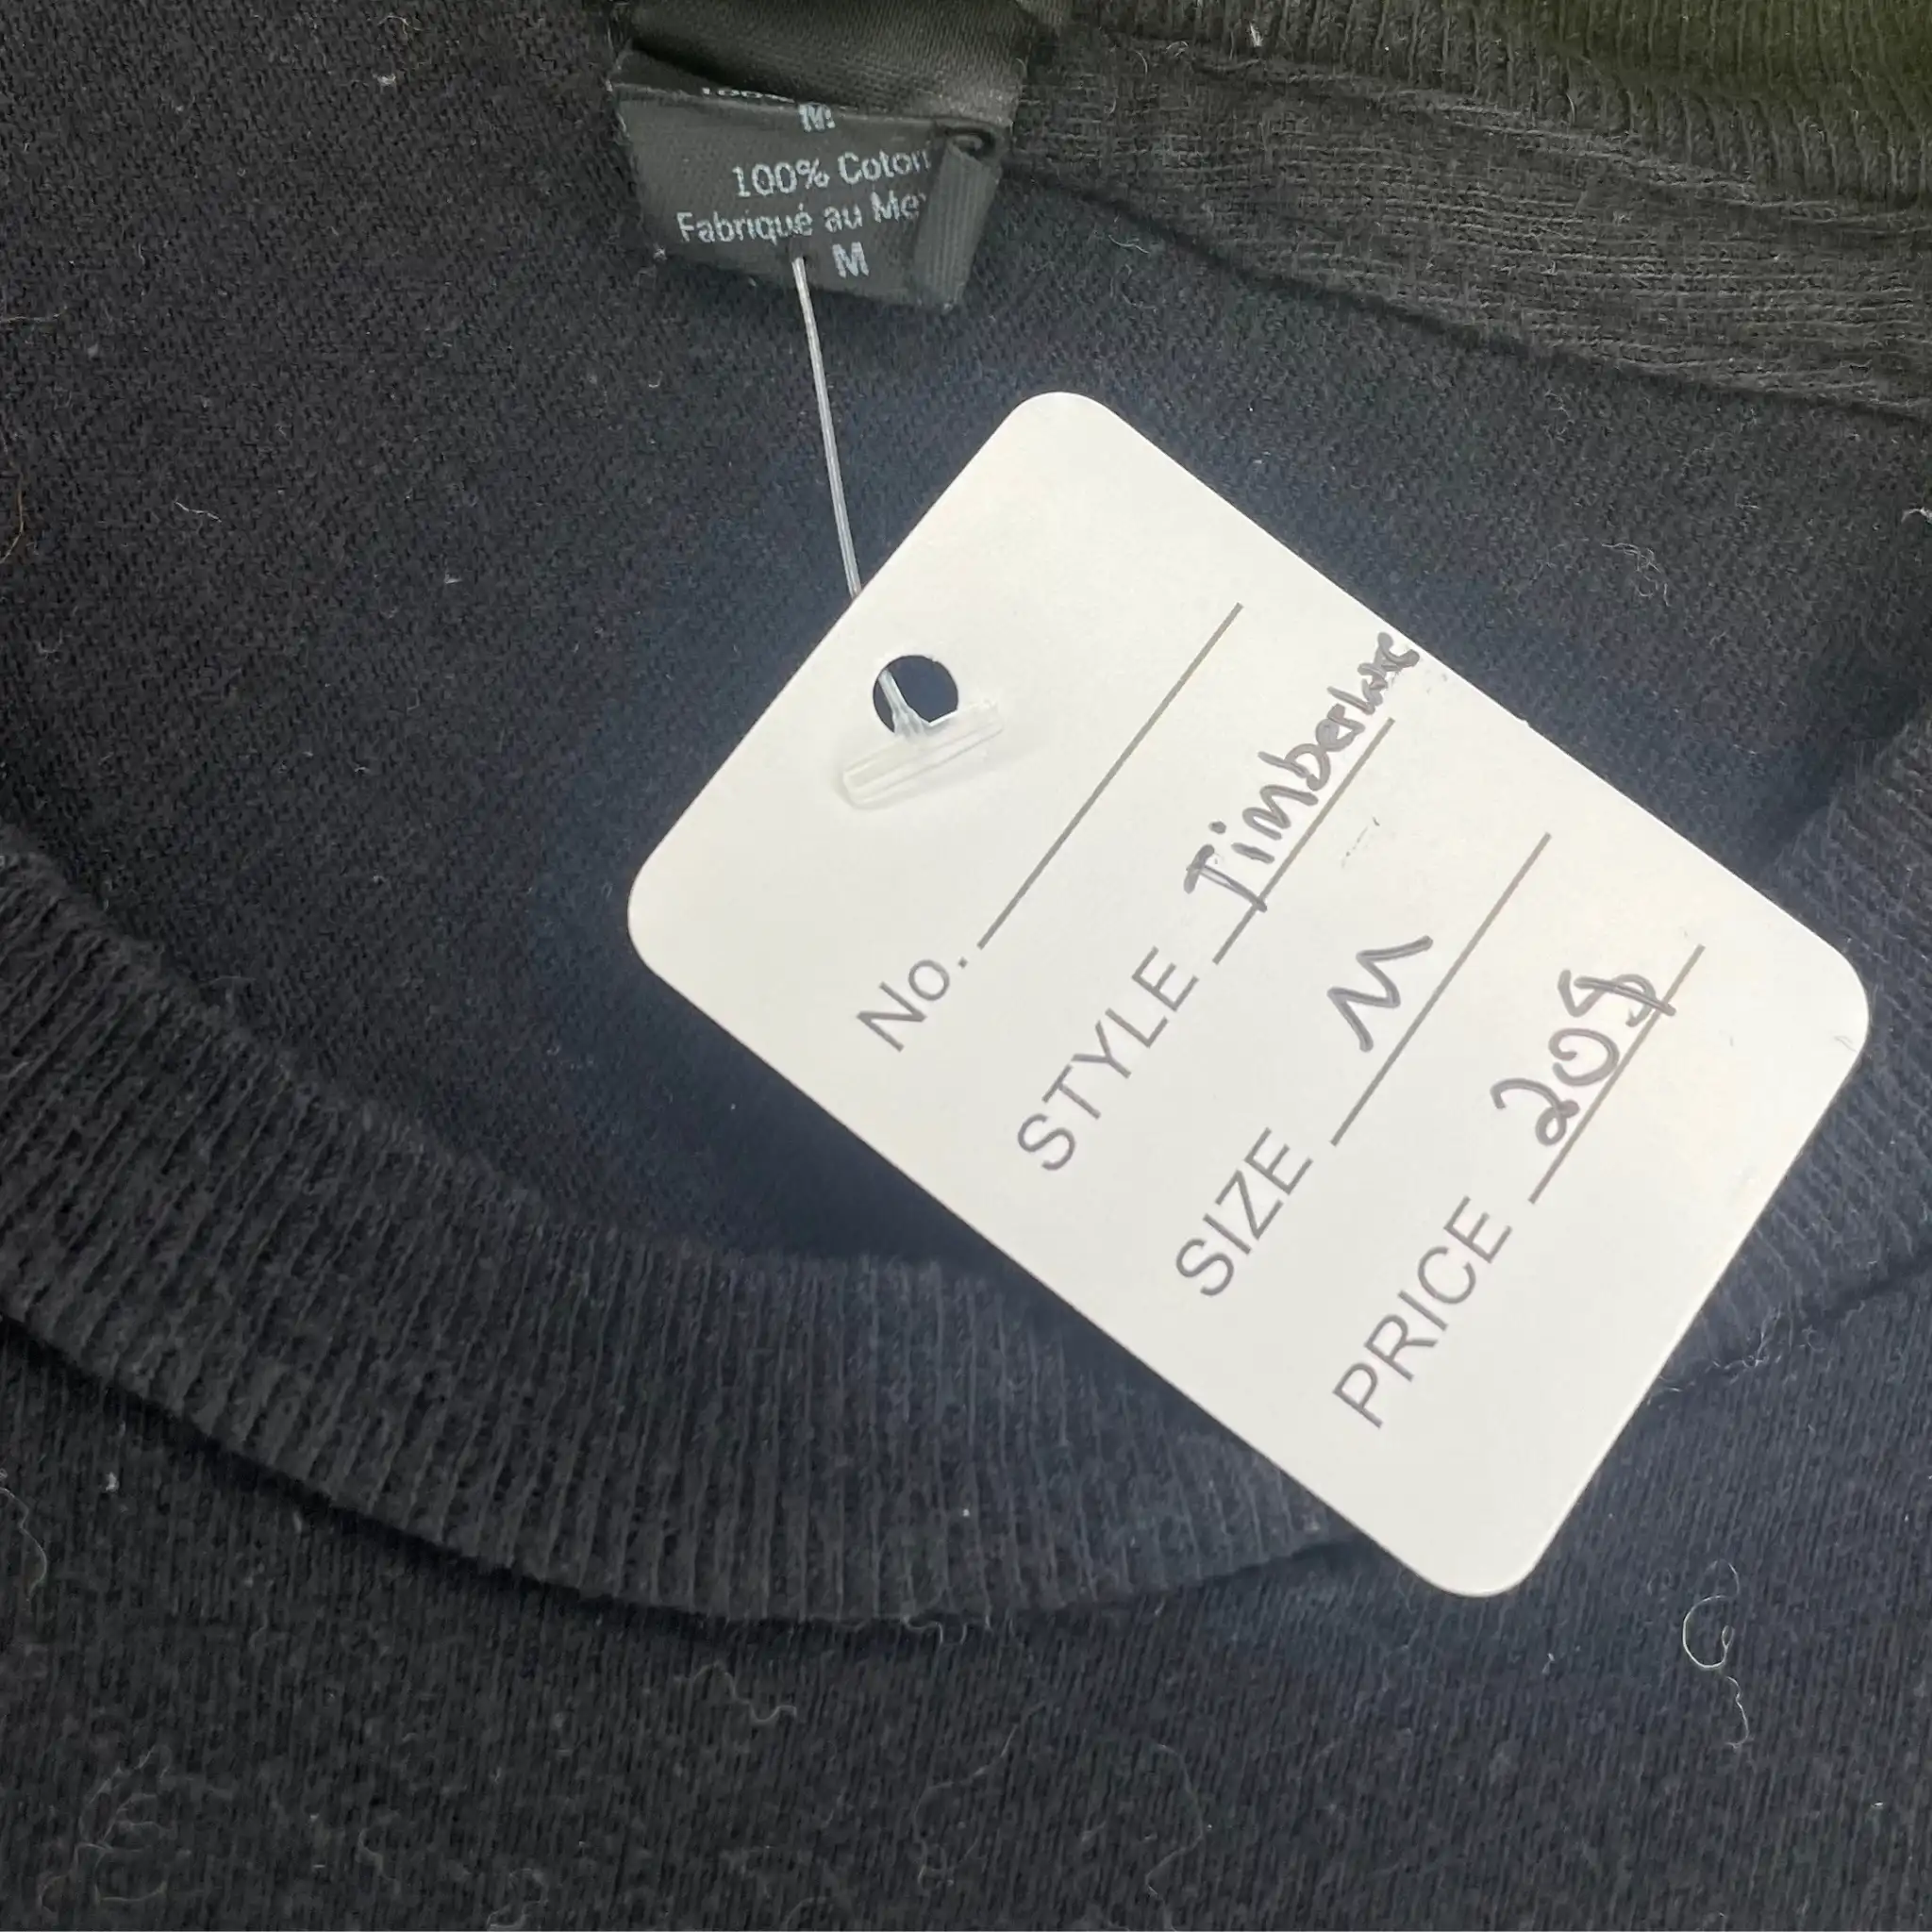 M
100% Coton
Fabriqué au Me
M
No.
STYLE Timberlake
SIZE M
PRICE 20$